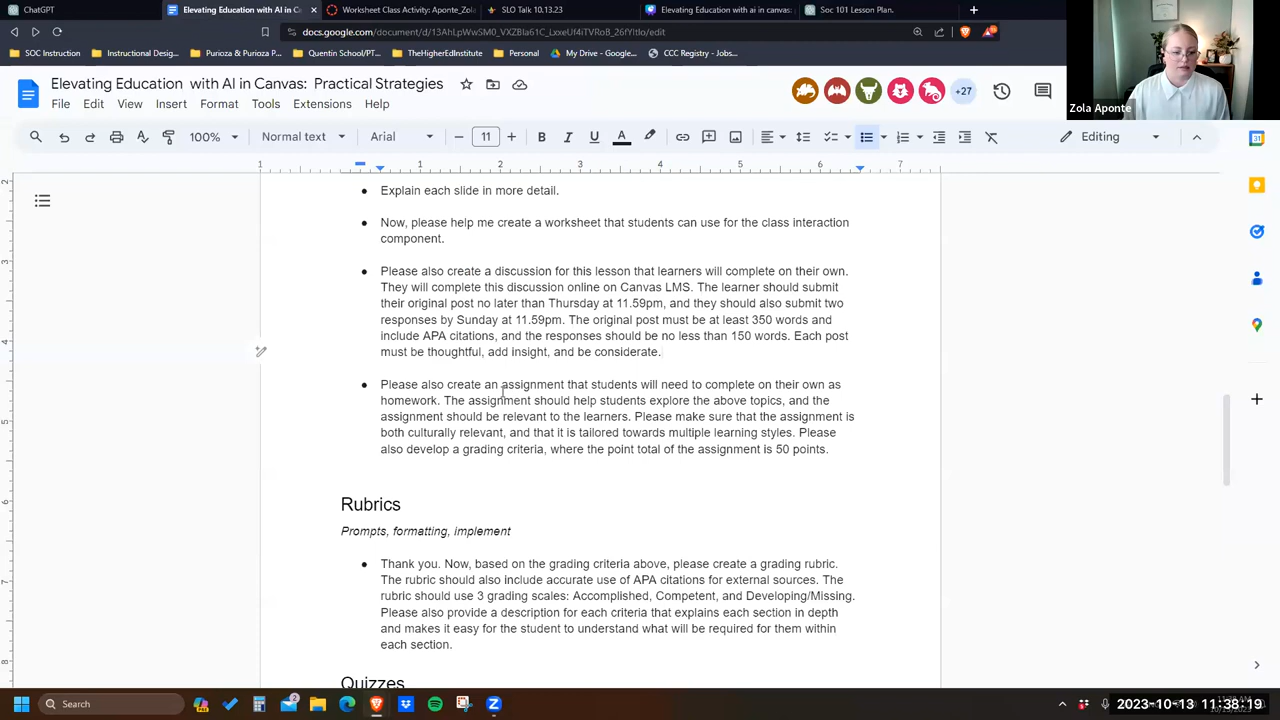 ChatGPT
Elevating Education with AI in C
Worksheet Class Activity: Aponte_Zol
SLO Talk 10.13.23
Elevating Education with ai in canvas:
Soc 101 Lesson Plan.
docs.google.com/document/d/13AhLpWwSM0_VXZBla61C_LxxeUf4iTVRoB_26fYltIo/edit
SOC Instruction
Instructional Desig...
Purioza & Purioza P...
Quentin School/PT...
TheHigherEdInstitute
Personal
My Drive - Google...
CCC Registry - Jobs...
Elevating Education with AI in Canvas: Practical Strategies
+27
File Edit View Insert Format Tools Extensions Help
Zola Aponte
100% Normal text Arial 11 Editing
Explain each slide in more detail.
Now, please help me create a worksheet that students can use for the class interaction
component.
Please also create a discussion for this lesson that learners will complete on their own.
They will complete this discussion online on Canvas LMS. The learner should submit
their original post no later than Thursday at 11.59pm, and they should also submit two
responses by Sunday at 11.59pm. The original post must be at least 350 words and
include APA citations, and the responses should be no less than 150 words. Each post
must be thoughtful, add insight, and be considerate.
Please also create an assignment that students will need to complete on their own as
homework. The assignment should help students explore the above topics, and the
assignment should be relevant to the learners. Please make sure that the assignment is
both culturally relevant, and that it is tailored towards multiple learning styles. Please
also develop a grading criteria, where the point total of the assignment is 50 points.
Rubrics
Prompts, formatting, implement
Thank you. Now, based on the grading criteria above, please create a grading rubric.
The rubric should also include accurate use of APA citations for external sources. The
rubric should use 3 grading scales: Accomplished, Competent, and Developing/Missing.
Please also provide a description for each criteria that explains each section in depth
and makes it easy for the student to understand what will be required for them within
each section.
Quizzes
Search
2023-10-13 11:38:19